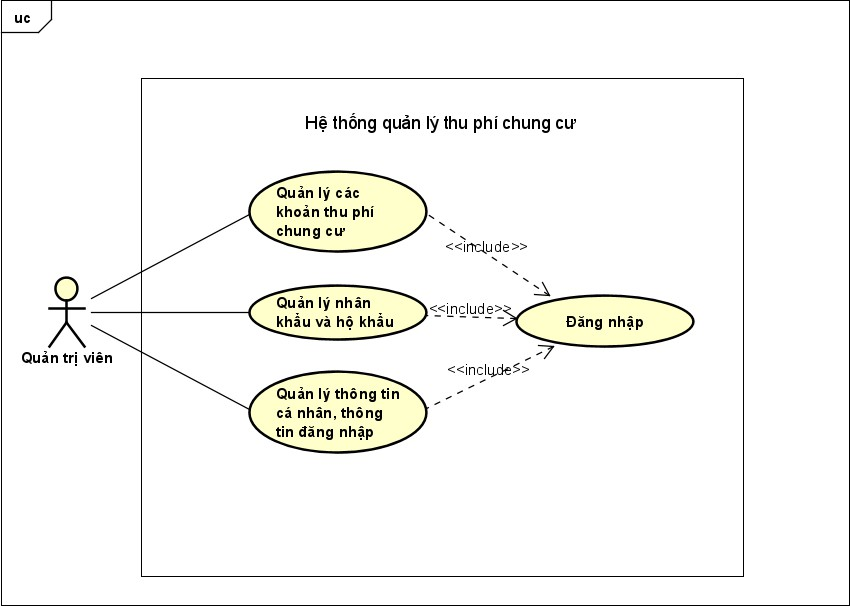 uc
Hệ thống quản lý thu phí chung cư
Quản lý các
khoản thu phí
chung cư
<<include>>
Quản lý nhân
khẩu và hộ khẩu
<<include>>
Đăng nhập
Quản trị viên
<<include>>
Quản lý thông tin
cá nhân, thông
tin đăng nhập